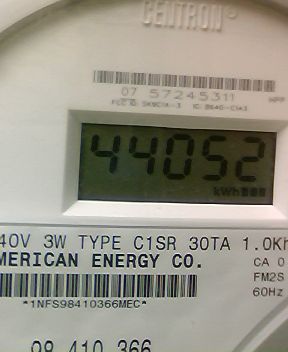 CENTRON®
07 57245311
44052
kWh
40V 3W TYPE C1SR 30TA 1.0Kh
MERICAN ENERGY CO.
CA 0
FM2S
*1NFS98410366MEC*
60Hz
98 410 366